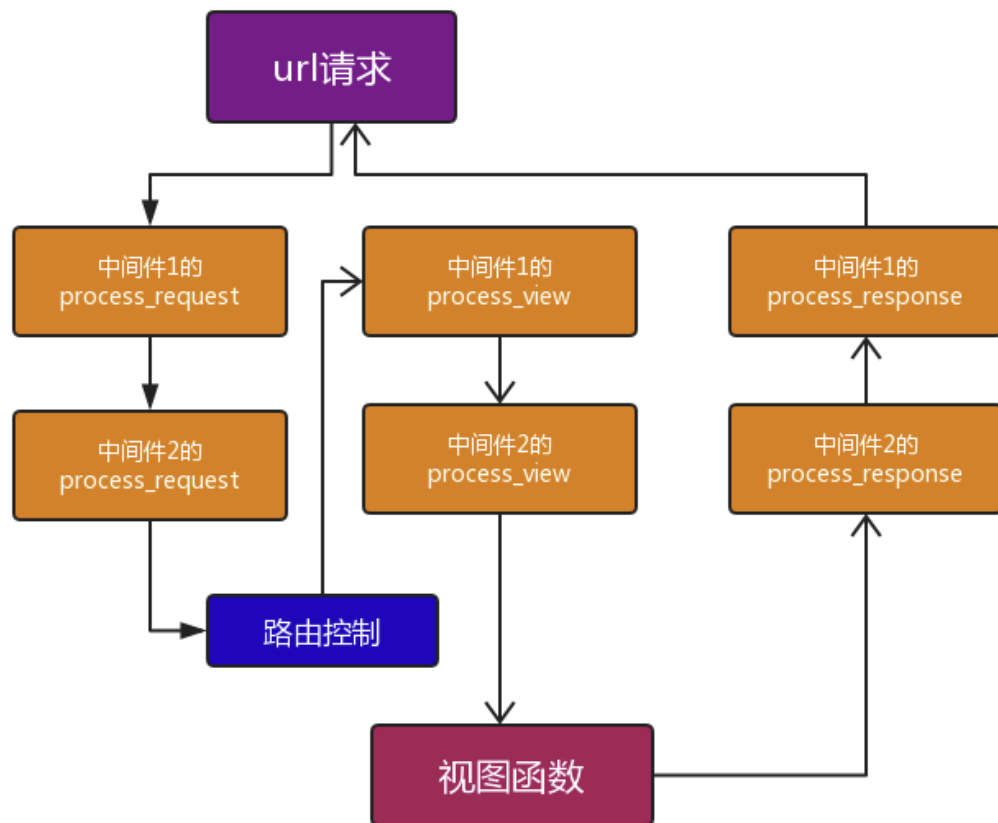 url请求
中间件1的
process_request
中间件1的
process_view
中间件1的
process_response
中间件2的
process_request
中间件2的
process_view
中间件2的
process_response
路由控制
视图函数